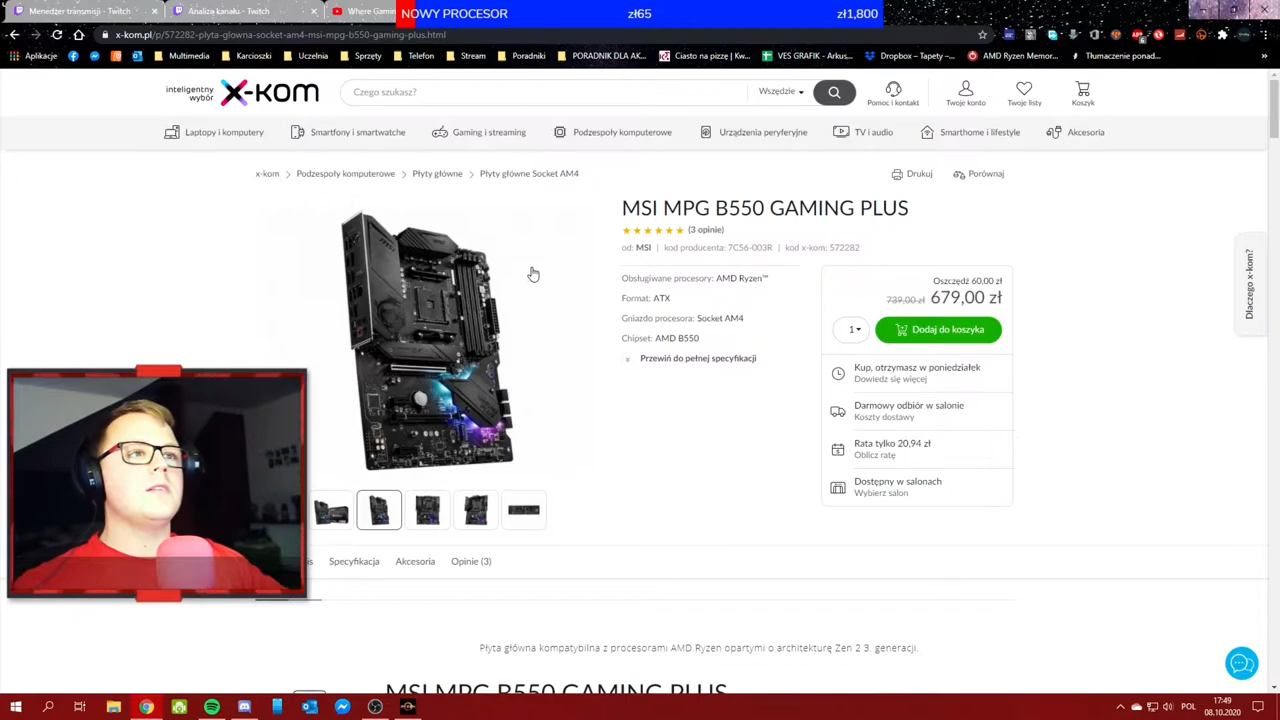 Menedżer transmisji - Twitch
Analiza kanału - Twitch
Where Gamin
NOWY PROCESOR
zł65
zł1,800
x-kom.pl/p/572282-plyta-glowna-socket-am4-msi-mpg-b550-gaming-plus.html
Aplikacje
Multimedia
Karcioszki
Uczelnia
Sprzęty
Telefon
Stream
Poradniki
PORADNIK DLA AK...
Ciasto na pizzę | Kw...
VES GRAFIK - Arkus...
Dropbox – Tapety –...
AMD Ryzen Memor...
Tłumaczenie ponad...
»
inteligentny
wybór
x-kom
Czego szukasz?
Wszędzie
Pomoc i kontakt
Twoje konto
Twoje listy
Koszyk
Laptopy i komputery
Smartfony i smartwatche
Gaming i streaming
Podzespoły komputerowe
Urządzenia peryferyjne
TV i audio
Smarthome i lifestyle
Akcesoria
x-kom
Podzespoły komputerowe
Płyty główne
Płyty główne Socket AM4
Drukuj
Porównaj
MSI MPG B550 GAMING PLUS
(3 opinie)
od: MSI | kod producenta: 7C56-003R | kod x-kom: 572282
Obsługiwane procesory: AMD Ryzen™
Format: ATX
Gniazdo procesora: Socket AM4
Chipset: AMD B550
Przewiń do pełnej specyfikacji
Oszczędź 60,00 zł
739,00 zł 679,00 zł
1
Dodaj do koszyka
Kup, otrzymasz w poniedziałek
Dowiedz się więcej
Darmowy odbiór w salonie
Koszty dostawy
Rata tylko 20,94 zł
Oblicz ratę
Dostępny w salonach
Wybierz salon
Dlaczego x-kom?
Specyfikacja
Akcesoria
Opinie (3)
Płyta główna kompatybilna z procesorami AMD Ryzen opartymi o architekturę Zen 2 3. generacji.
MSI MPG B550 GAMING PLUS
POL
17:49
08.10.2020